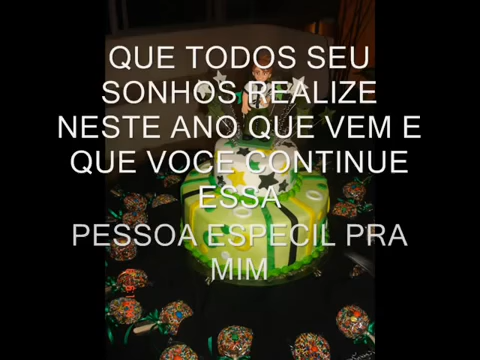 QUE TODOS SEU
SONHOS REALIZE
NESTE ANO QUE VEM E
QUE VOCE CONTINUE
ESSA
PESSOA ESPECIL PRA
MIM